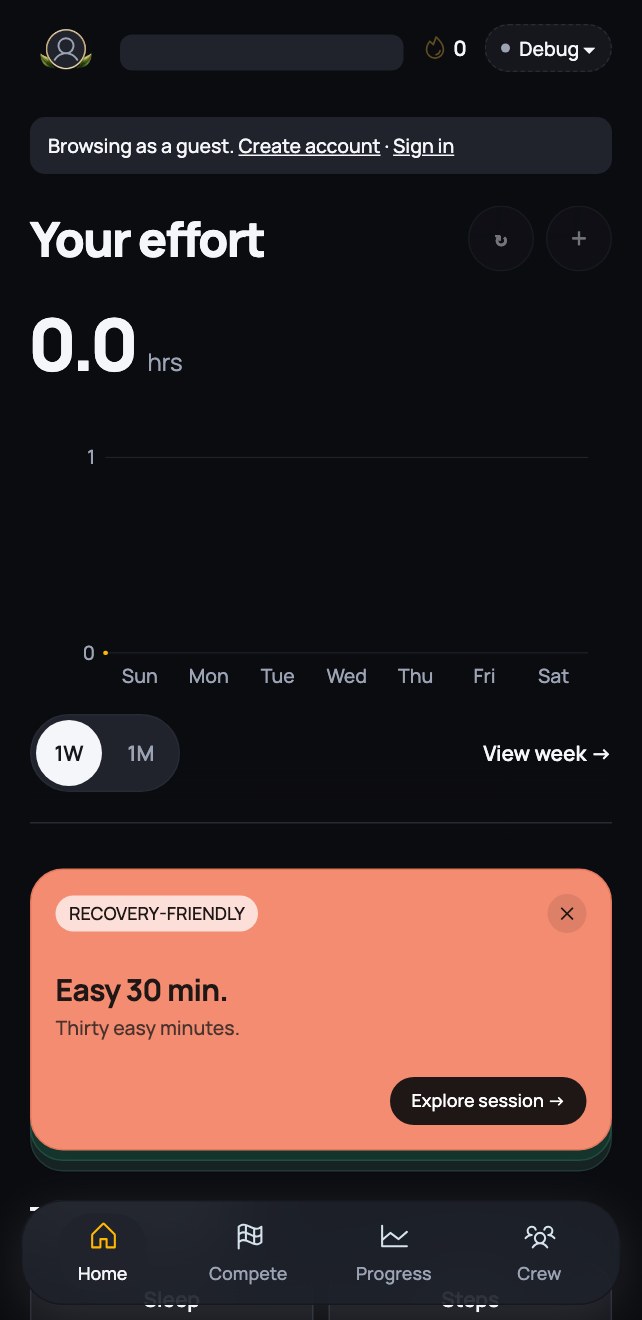 0
Debug
Browsing as a guest. Create account · Sign in
Your effort
↻ +
0.0 hrs
1
0
Sun Mon Tue Wed Thu Fri Sat
1W 1M
View week →
RECOVERY-FRIENDLY
Easy 30 min.
Thirty easy minutes.
Explore session →
Home Compete Progress Crew
Sleep Steps